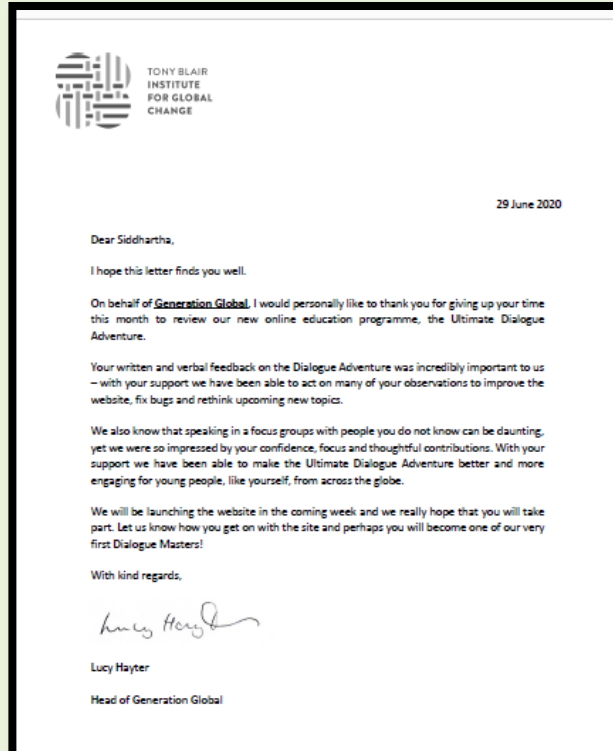 TONY BLAIR
INSTITUTE
FOR GLOBAL
CHANGE
29 June 2020
Dear Siddhartha,
I hope this letter finds you well.
On behalf of Generation Global, I would personally like to thank you for giving up your time
this month to review our new online education programme, the Ultimate Dialogue
Adventure.
Your written and verbal feedback on the Dialogue Adventure was incredibly important to us
– with your support we have been able to act on many of your observations to improve the
website, fix bugs and rethink upcoming new topics.
We also know that speaking in a focus groups with people you do not know can be daunting,
yet we were so impressed by your confidence, focus and thoughtful contributions. With your
support we have been able to make the Ultimate Dialogue Adventure better and more
engaging for young people, like yourself, from across the globe.
We will be launching the website in the coming week and we really hope that you will take
part. Let us know how you get on with the site and perhaps you will become one of our very
first Dialogue Masters!
With kind regards,
Lucy Hayter
Lucy Hayter
Head of Generation Global